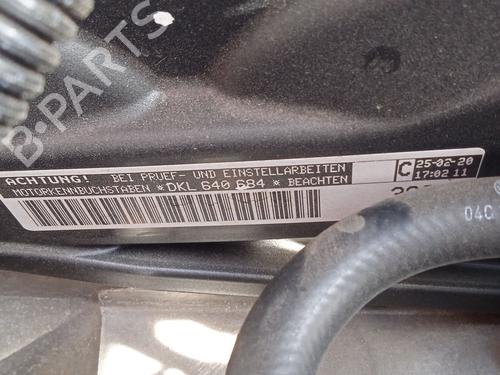 B-PARTS
ACHTUNG! BEI PRUEF- UND EINSTELLARBEITEN
MOTORKENNBUCHSTABEN *DKL 640 684* BEACHTEN
C 25-02-20
17:02 11
04C